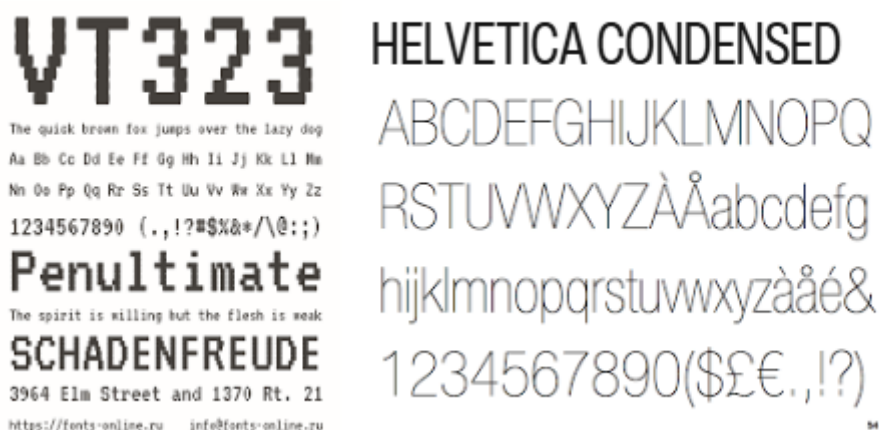 VT323
The quick brown fox jumps over the lazy dog
Aa Bb Cc Dd Ee Ff Gg Hh Ii Jj Kk Ll Mm
Nn Oo Pp Qq Rr Ss Tt Uu Vv Ww Xx Yy Zz
1234567890 (.,!?#$%&*/\@:;)
Penultimate
The spirit is willing but the flesh is weak
SCHADENFREUDE
3964 Elm Street and 1370 Rt. 21
https://fonts-online.ru info@fonts-online.ru
HELVETICA CONDENSED
ABCDEFGHIJKLMNOPQ
RSTUVWXYZÀÅabcdefg
hijklmnopqrstuvwxyzàåé&
1234567890($£€.,!?)